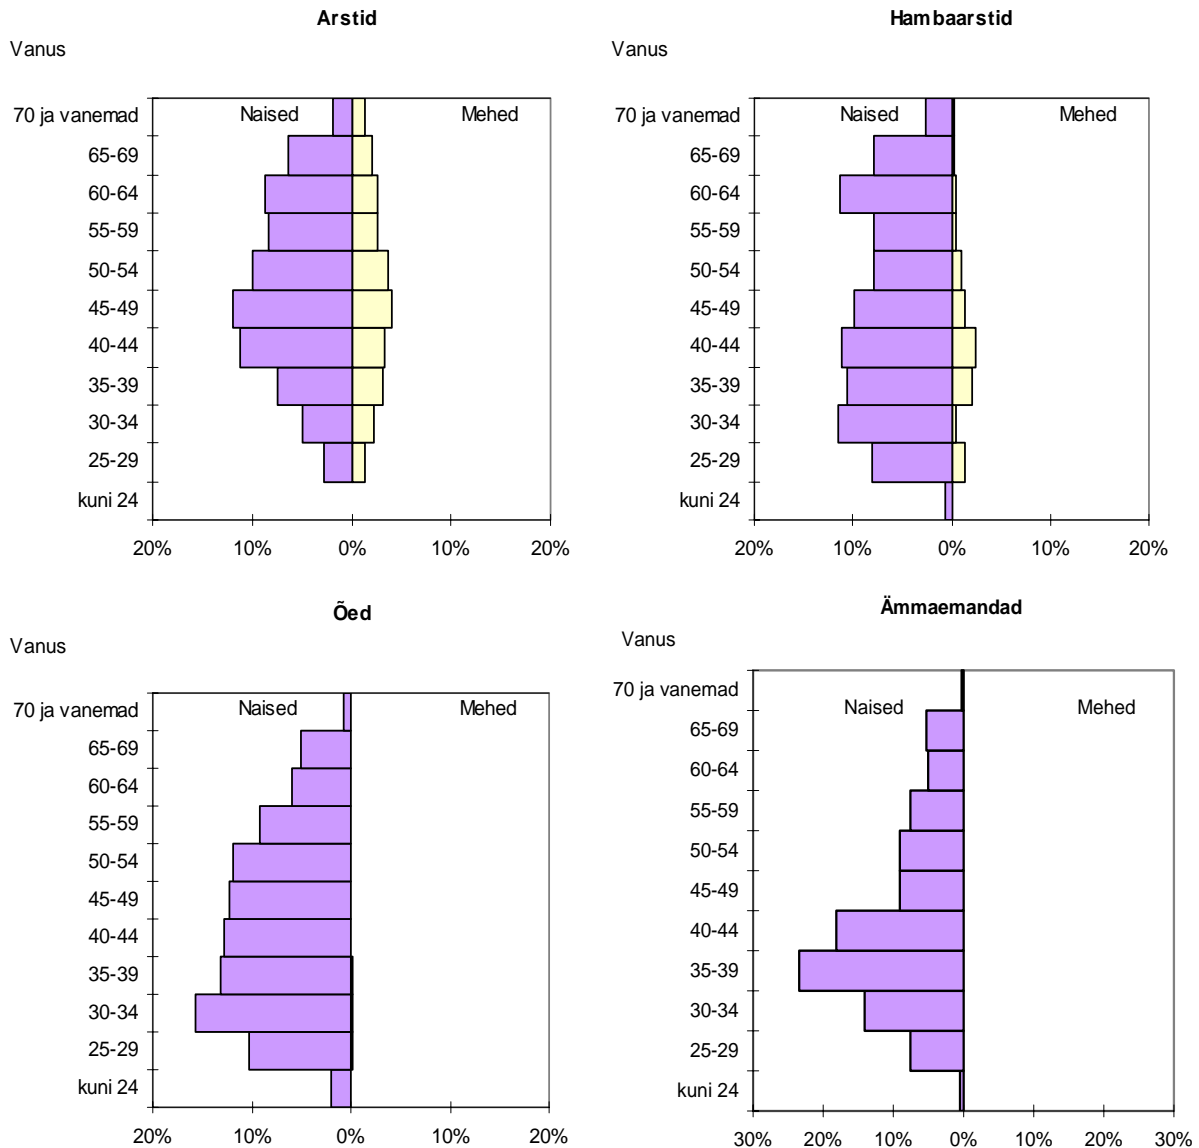 Arstid
Vanus
Naised
Mehed
70 ja vanemad
65-69
60-64
55-59
50-54
45-49
40-44
35-39
30-34
25-29
kuni 24
20% 10% 0% 10% 20%
Hambaarstid
Vanus
Naised
Mehed
70 ja vanemad
65-69
60-64
55-59
50-54
45-49
40-44
35-39
30-34
25-29
kuni 24
20% 10% 0% 10% 20%
Õed
Vanus
Naised
Mehed
70 ja vanemad
65-69
60-64
55-59
50-54
45-49
40-44
35-39
30-34
25-29
kuni 24
20% 10% 0% 10% 20%
Ämmaemandad
Vanus
70 ja vanemad
Naised
Mehed
65-69
60-64
55-59
50-54
45-49
40-44
35-39
30-34
25-29
kuni 24
30% 20% 10% 0% 10% 20% 30%